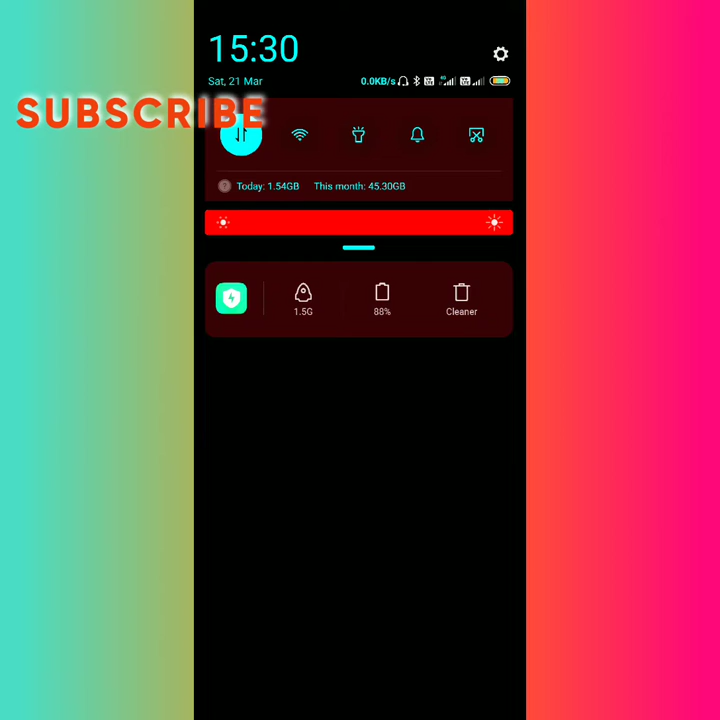 15:30
Sat, 21 Mar 0.0KB/s 4G
SUBSCRIBE
Today: 1.54GB This month: 45.30GB
1.5G 88% Cleaner